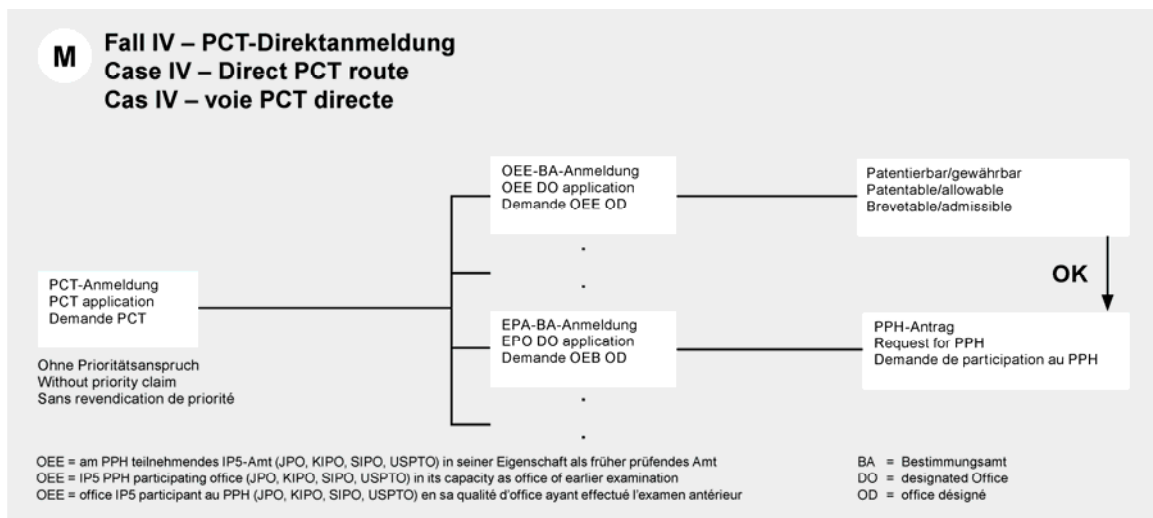 M
Fall IV – PCT-Direktanmeldung
Case IV – Direct PCT route
Cas IV – voie PCT directe
OEE-BA-Anmeldung
OEE DO application
Demande OEE OD
Patentierbar/gewährbar
Patentable/allowable
Brevetable/admissible
OK
PCT-Anmeldung
PCT application
Demande PCT
EPA-BA-Anmeldung
EPO DO application
Demande OEB OD
PPH-Antrag
Request for PPH
Demande de participation au PPH
Ohne Prioritätsanspruch
Without priority claim
Sans revendication de priorité
OEE = am PPH teilnehmendes IP5-Amt (JPO, KIPO, SIPO, USPTO) in seiner Eigenschaft als früher prüfendes Amt
OEE = IP5 PPH participating office (JPO, KIPO, SIPO, USPTO) in its capacity as office of earlier examination
OEE = office IP5 participant au PPH (JPO, KIPO, SIPO, USPTO) en sa qualité d'office ayant effectué l'examen antérieur
BA = Bestimmungsamt
DO = designated Office
OD = office désigné